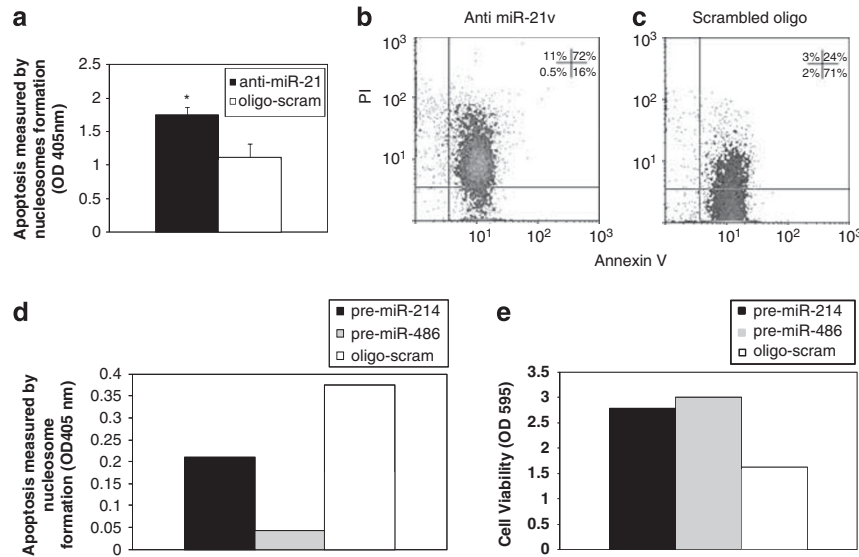 a
Apoptosis measured by
nucleosomes formation
(OD 405nm)
2.5
2
1.5
1
0.5
0
*
anti-miR-21
oligo-scram
b
Anti miR-21v
PI
10³
10²
10¹
11% 72%
0.5% 16%
10¹ 10² 10³
c
Scrambled oligo
10³
10²
10¹
3% 24%
2% 71%
10¹ 10² 10³
Annexin V
d
pre-miR-214
pre-miR-486
oligo-scram
Apoptosis measured by
nucleosome
formation (OD405 nm)
0.4
0.35
0.3
0.25
0.2
0.15
0.1
0.05
0
e
pre-miR-214
pre-miR-486
oligo-scram
Cell Viability (OD 595)
3.5
3
2.5
2
1.5
1
0.5
0